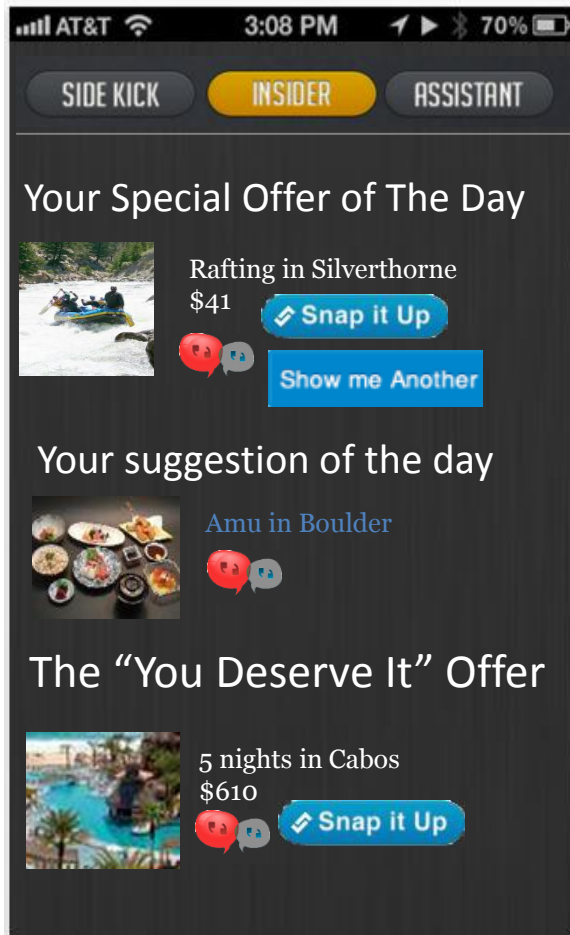 AT&T 3:08 PM 70%
SIDE KICK INSIDER ASSISTANT
Your Special Offer of The Day
Rafting in Silverthorne
$41
Snap it Up
Show me Another
Your suggestion of the day
Amu in Boulder
The “You Deserve It” Offer
5 nights in Cabos
$610
Snap it Up